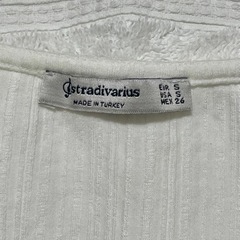 stradivarius
MADE IN TURKEY
EUR S
USA S
MEX 26